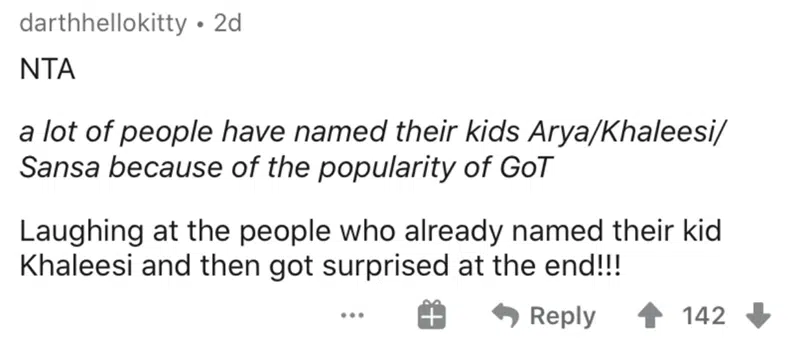 darthhellokitty • 2d
NTA
a lot of people have named their kids Arya/Khaleesi/
Sansa because of the popularity of GoT
Laughing at the people who already named their kid
Khaleesi and then got surprised at the end!!!
... Reply 142